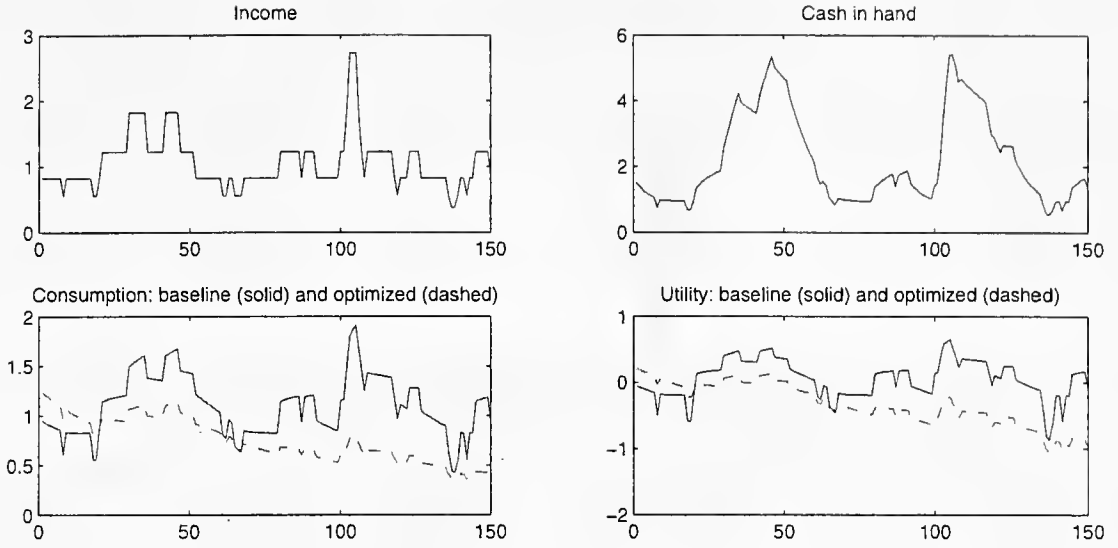 Income
3
2
1
0
0 50 100 150
Cash in hand
6
4
2
0
0 50 100 150
Consumption: baseline (solid) and optimized (dashed)
2
1.5
1
0.5
0
0 50 100 150
Utility: baseline (solid) and optimized (dashed)
1
0
−1
−2
0 50 100 150